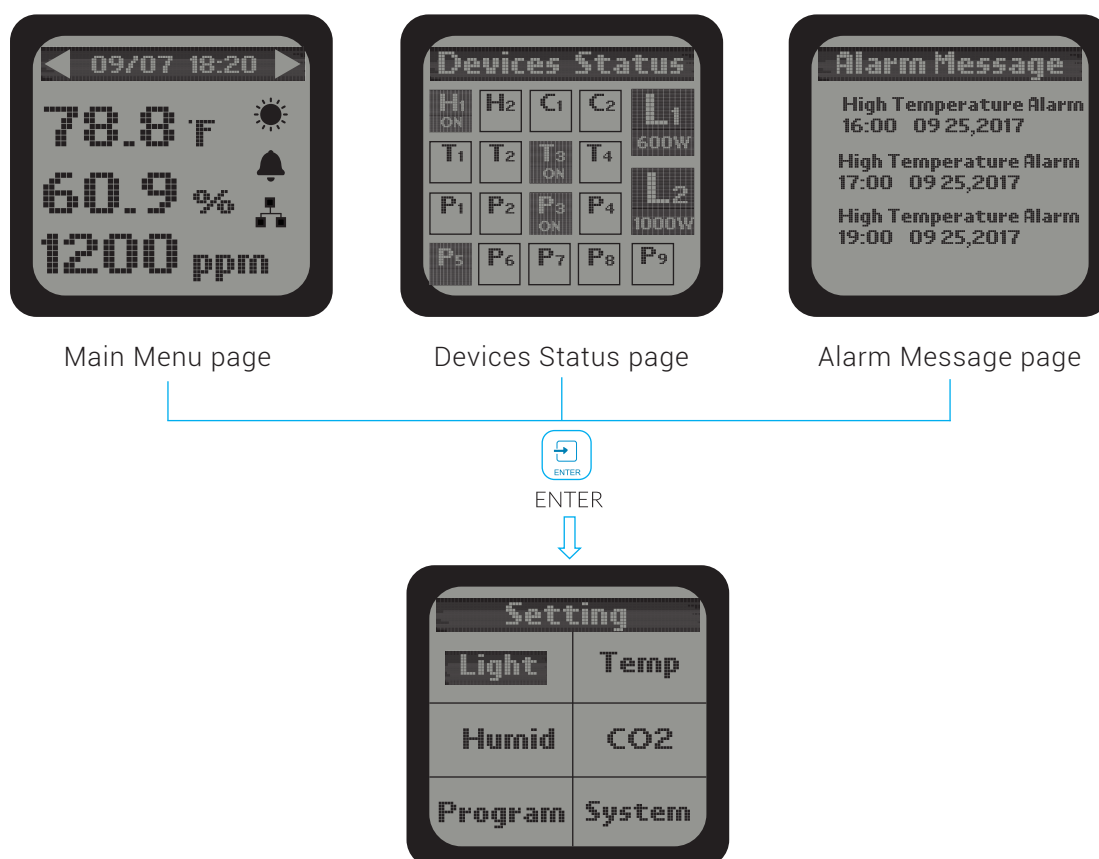 09/07 18:20
78.8 °F
60.9 %
1200 ppm
Main Menu page
Devices Status
H1 ON H2 C1 C2 L1 600W
T1 T2 T3 ON T4
P1 P2 P3 ON P4 L2 1000W
P5 P6 P7 P8 P9
Devices Status page
Alarm Message
High Temperature Alarm
16:00 09 25,2017
High Temperature Alarm
17:00 09 25,2017
High Temperature Alarm
19:00 09 25,2017
Alarm Message page
ENTER
ENTER
Setting
Light Temp
Humid CO2
Program System